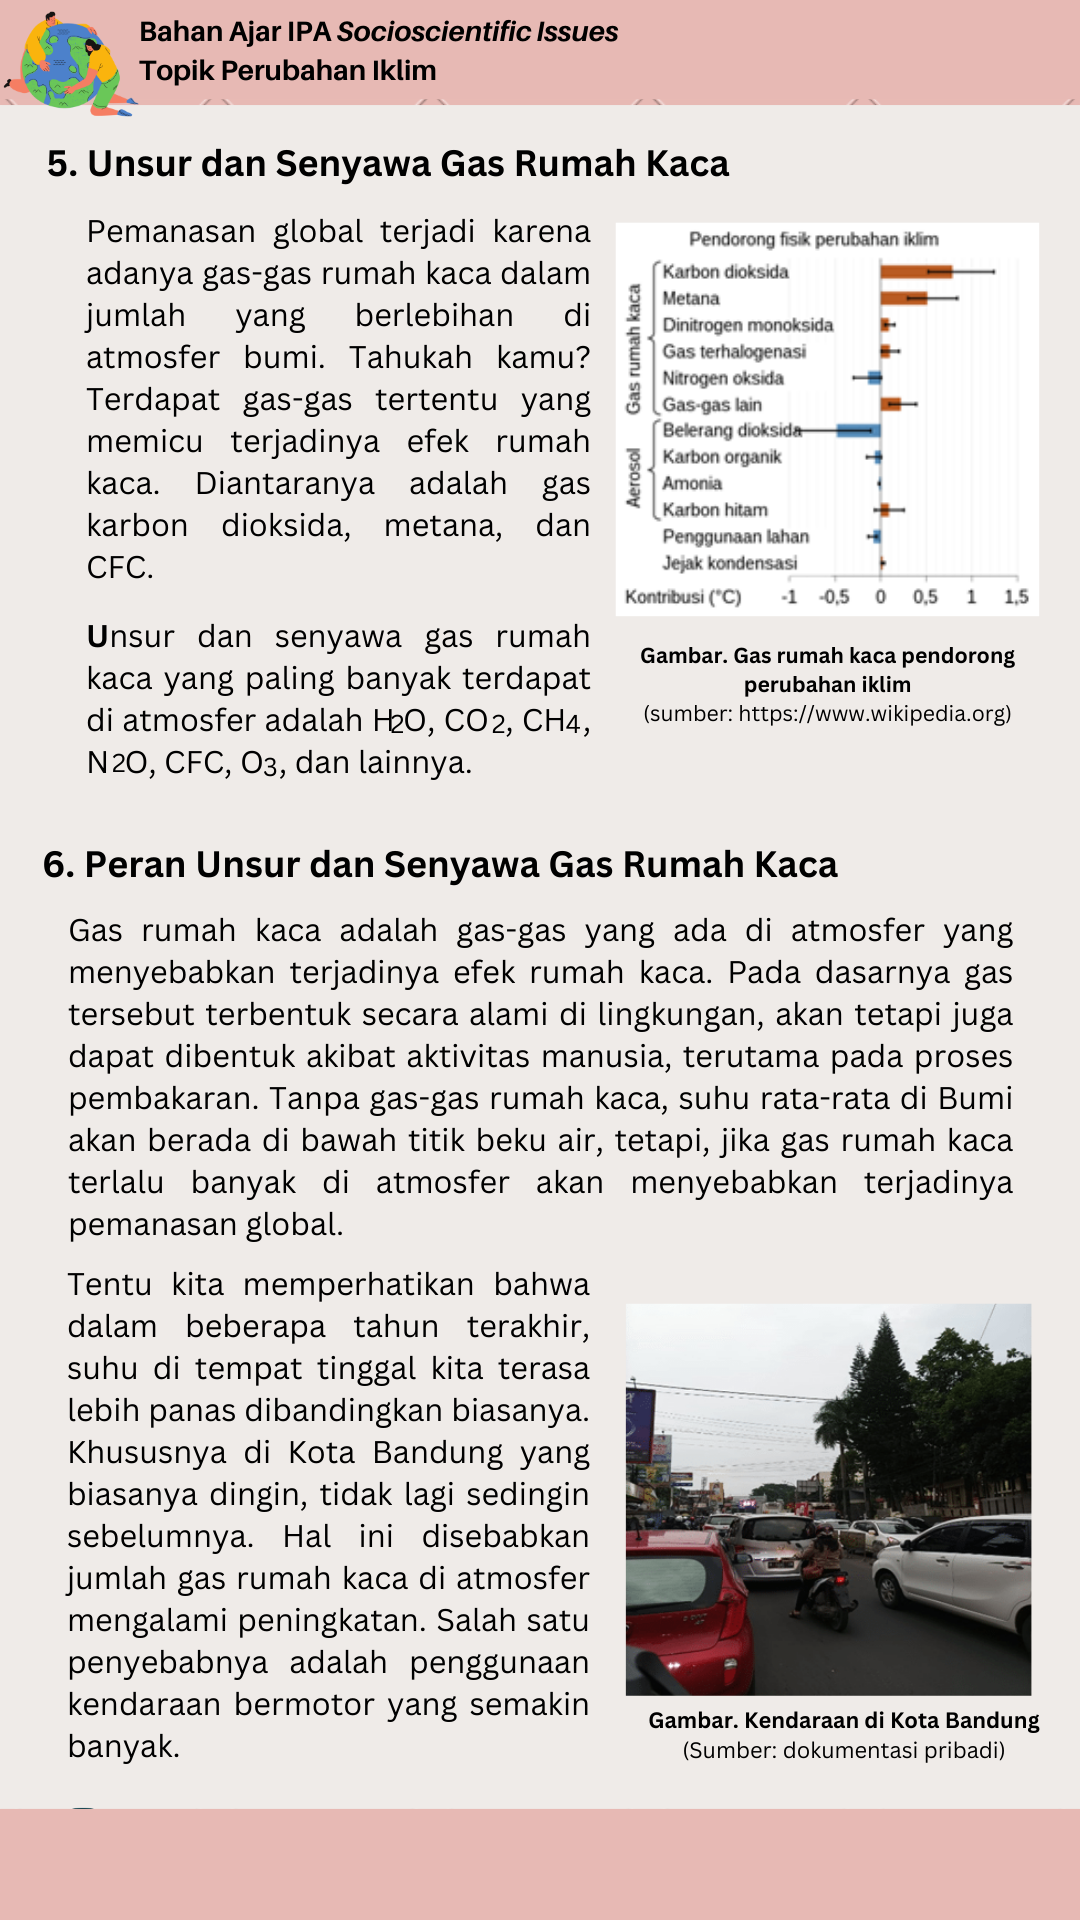 Bahan Ajar IPA Socioscientific Issues
Topik Perubahan Iklim
5. Unsur dan Senyawa Gas Rumah Kaca
Pemanasan global terjadi karena
adanya gas-gas rumah kaca dalam
jumlah yang berlebihan di
atmosfer bumi. Tahukah kamu?
Terdapat gas-gas tertentu yang
memicu terjadinya efek rumah
kaca. Diantaranya adalah gas
karbon dioksida, metana, dan
CFC.
Unsur dan senyawa gas rumah
kaca yang paling banyak terdapat
di atmosfer adalah H2O, CO2, CH4,
N2O, CFC, O3, dan lainnya.
Pendorong fisik perubahan iklim
Gas rumah kaca
Karbon dioksida
Metana
Dinitrogen monoksida
Gas terhalogenasi
Nitrogen oksida
Gas-gas lain
Aerosol
Belerang dioksida
Karbon organik
Amonia
Karbon hitam
Penggunaan lahan
Jejak kondensasi
Kontribusi (°C) -1 -0,5 0 0,5 1 1,5
Gambar. Gas rumah kaca pendorong
perubahan iklim
(sumber: https://www.wikipedia.org)
6. Peran Unsur dan Senyawa Gas Rumah Kaca
Gas rumah kaca adalah gas-gas yang ada di atmosfer yang
menyebabkan terjadinya efek rumah kaca. Pada dasarnya gas
tersebut terbentuk secara alami di lingkungan, akan tetapi juga
dapat dibentuk akibat aktivitas manusia, terutama pada proses
pembakaran. Tanpa gas-gas rumah kaca, suhu rata-rata di Bumi
akan berada di bawah titik beku air, tetapi, jika gas rumah kaca
terlalu banyak di atmosfer akan menyebabkan terjadinya
pemanasan global.
Tentu kita memperhatikan bahwa
dalam beberapa tahun terakhir,
suhu di tempat tinggal kita terasa
lebih panas dibandingkan biasanya.
Khususnya di Kota Bandung yang
biasanya dingin, tidak lagi sedingin
sebelumnya. Hal ini disebabkan
jumlah gas rumah kaca di atmosfer
mengalami peningkatan. Salah satu
penyebabnya adalah penggunaan
kendaraan bermotor yang semakin
banyak.
Gambar. Kendaraan di Kota Bandung
(Sumber: dokumentasi pribadi)